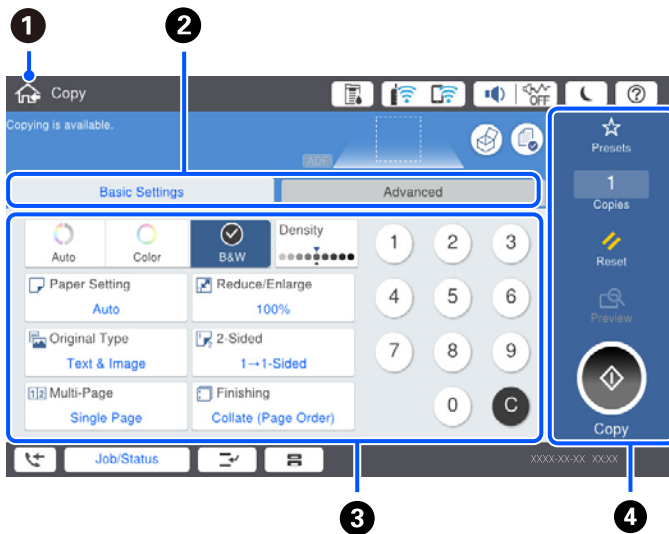 1
2
Copy
OFF
?
Copying is available.
ADF
Basic Settings
Advanced
Auto
Color
B&W
Density
Paper Setting
Auto
Reduce/Enlarge
100%
Original Type
Text & Image
2-Sided
1→1-Sided
1 2 Multi-Page
Single Page
Finishing
Collate (Page Order)
1 2 3
4 5 6
7 8 9
0 C
Presets
1
Copies
Reset
Preview
Copy
Job/Status
XXXX-XX-XX XX:XX
3
4